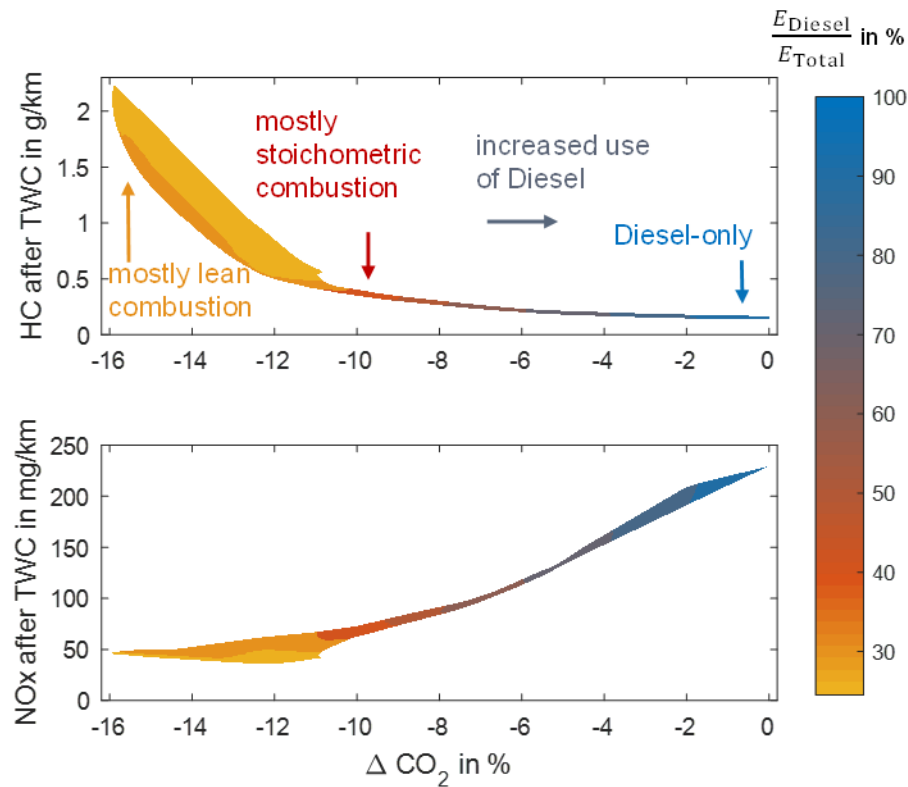 E_Diesel
E_Total
in %
HC after TWC in g/km
2
1.5
1
0.5
0
mostly
stoichometric
combustion
increased use
of Diesel
Diesel-only
mostly lean
combustion
-16
-14
-12
-10
-8
-6
-4
-2
0
NOx after TWC in mg/km
250
200
150
100
50
0
-16
-14
-12
-10
-8
-6
-4
-2
0
Δ CO₂ in %
100
90
80
70
60
50
40
30